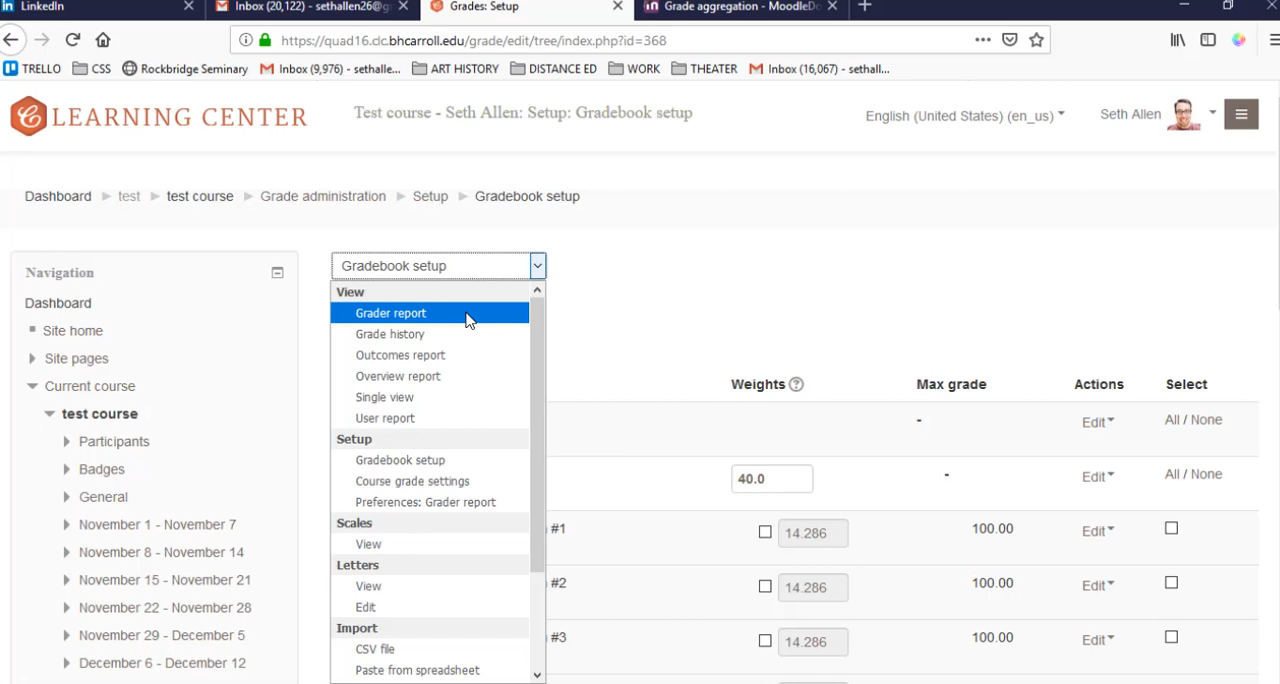 LinkedIn
Inbox (20,122) - sethallen26@g
Grades: Setup
Grade aggregation - MoodleDo
https://quad16.clc.bhcarroll.edu/grade/edit/tree/index.php?id=368
TRELLO CSS Rockbridge Seminary Inbox (9,976) - sethalle... ART HISTORY DISTANCE ED WORK THEATER Inbox (16,067) - sethall...
LEARNING CENTER
Test course - Seth Allen: Setup: Gradebook setup
English (United States) (en_us)
Seth Allen
Dashboard test test course Grade administration Setup Gradebook setup
Navigation
Dashboard
Site home
Site pages
Current course
test course
Participants
Badges
General
November 1 - November 7
November 8 - November 14
November 15 - November 21
November 22 - November 28
November 29 - December 5
December 6 - December 12
Gradebook setup
View
Grader report
Grade history
Outcomes report
Overview report
Single view
User report
Setup
Gradebook setup
Course grade settings
Preferences: Grader report
Scales
View
Letters
View
Edit
Import
CSV file
Paste from spreadsheet
Weights ? Max grade Actions Select
- Edit All / None
40.0 - Edit All / None
#1 14.286 100.00 Edit
#2 14.286 100.00 Edit
#3 14.286 100.00 Edit